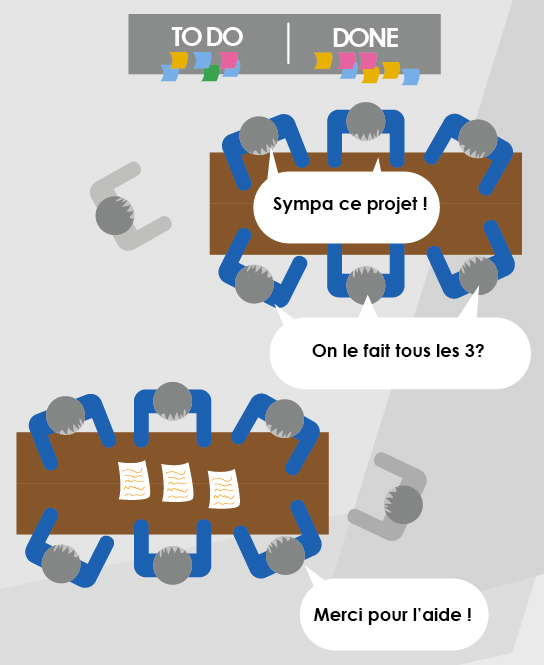 TO DO
DONE
Sympa ce projet !
On le fait tous les 3?
Merci pour l'aide !